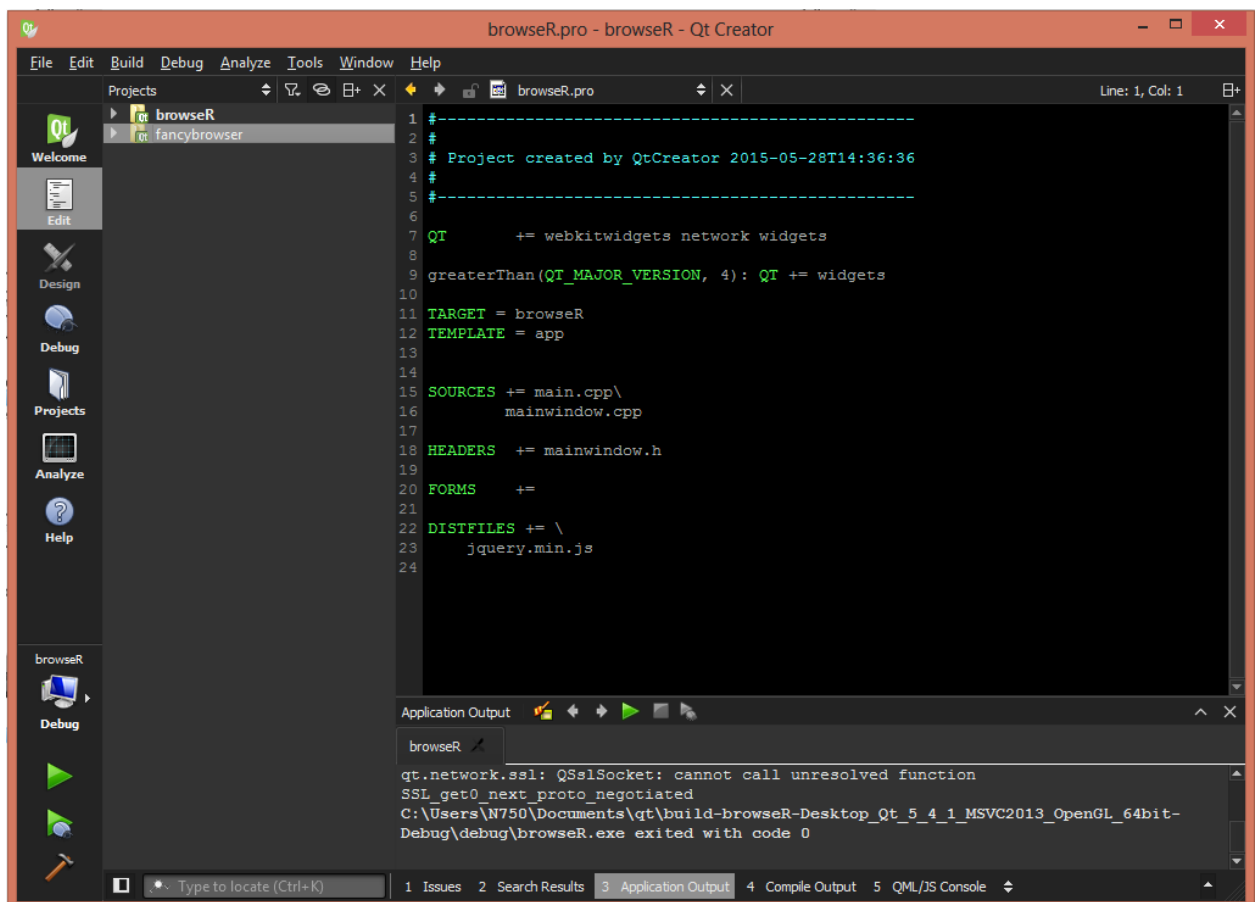 browseR.pro - browseR - Qt Creator
File Edit Build Debug Analyze Tools Window Help
Projects
browseR.pro
Line: 1, Col: 1
Welcome
Edit
Design
Debug
Projects
Analyze
Help
browseR
Debug
browseR
fancybrowser
1 #-------------------------------------------------
2 #
3 # Project created by QtCreator 2015-05-28T14:36:36
4 #
5 #-------------------------------------------------
6
7 QT       += webkitwidgets network widgets
8
9 greaterThan(QT_MAJOR_VERSION, 4): QT += widgets
10
11 TARGET = browseR
12 TEMPLATE = app
13
14
15 SOURCES += main.cpp\
16         mainwindow.cpp
17
18 HEADERS  += mainwindow.h
19
20 FORMS    +=
21
22 DISTFILES += \
23     jquery.min.js
24
Application Output
browseR
qt.network.ssl: QSslSocket: cannot call unresolved function
SSL_get0_next_proto_negotiated
C:\Users\N750\Documents\qt\build-browseR-Desktop_Qt_5_4_1_MSVC2013_OpenGL_64bit-
Debug\debug\browseR.exe exited with code 0
Type to locate (Ctrl+K)
1 Issues 2 Search Results 3 Application Output 4 Compile Output 5 QML/JS Console